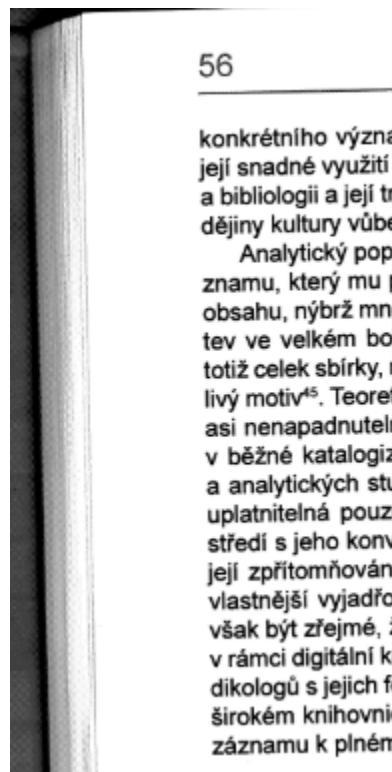 56
konkrétního význa
její snadné využití
a bibliologii a její t
dějiny kultury vůbe
Analytický pop
znamu, který mu p
obsahu, nýbrž mn
tev ve velkém bo
totiž celek sbírky,
livý motiv⁴⁵. Teore
asi nenapadnuteln
v běžné katalogiz
a analytických stu
uplatnitelná pouz
středí s jeho konv
její zpřítomňován
vlastnější vyjádřo
však být zřejmé,
v rámci digitální k
dikologů s jejich f
širokém knihovni
záznamu k plném